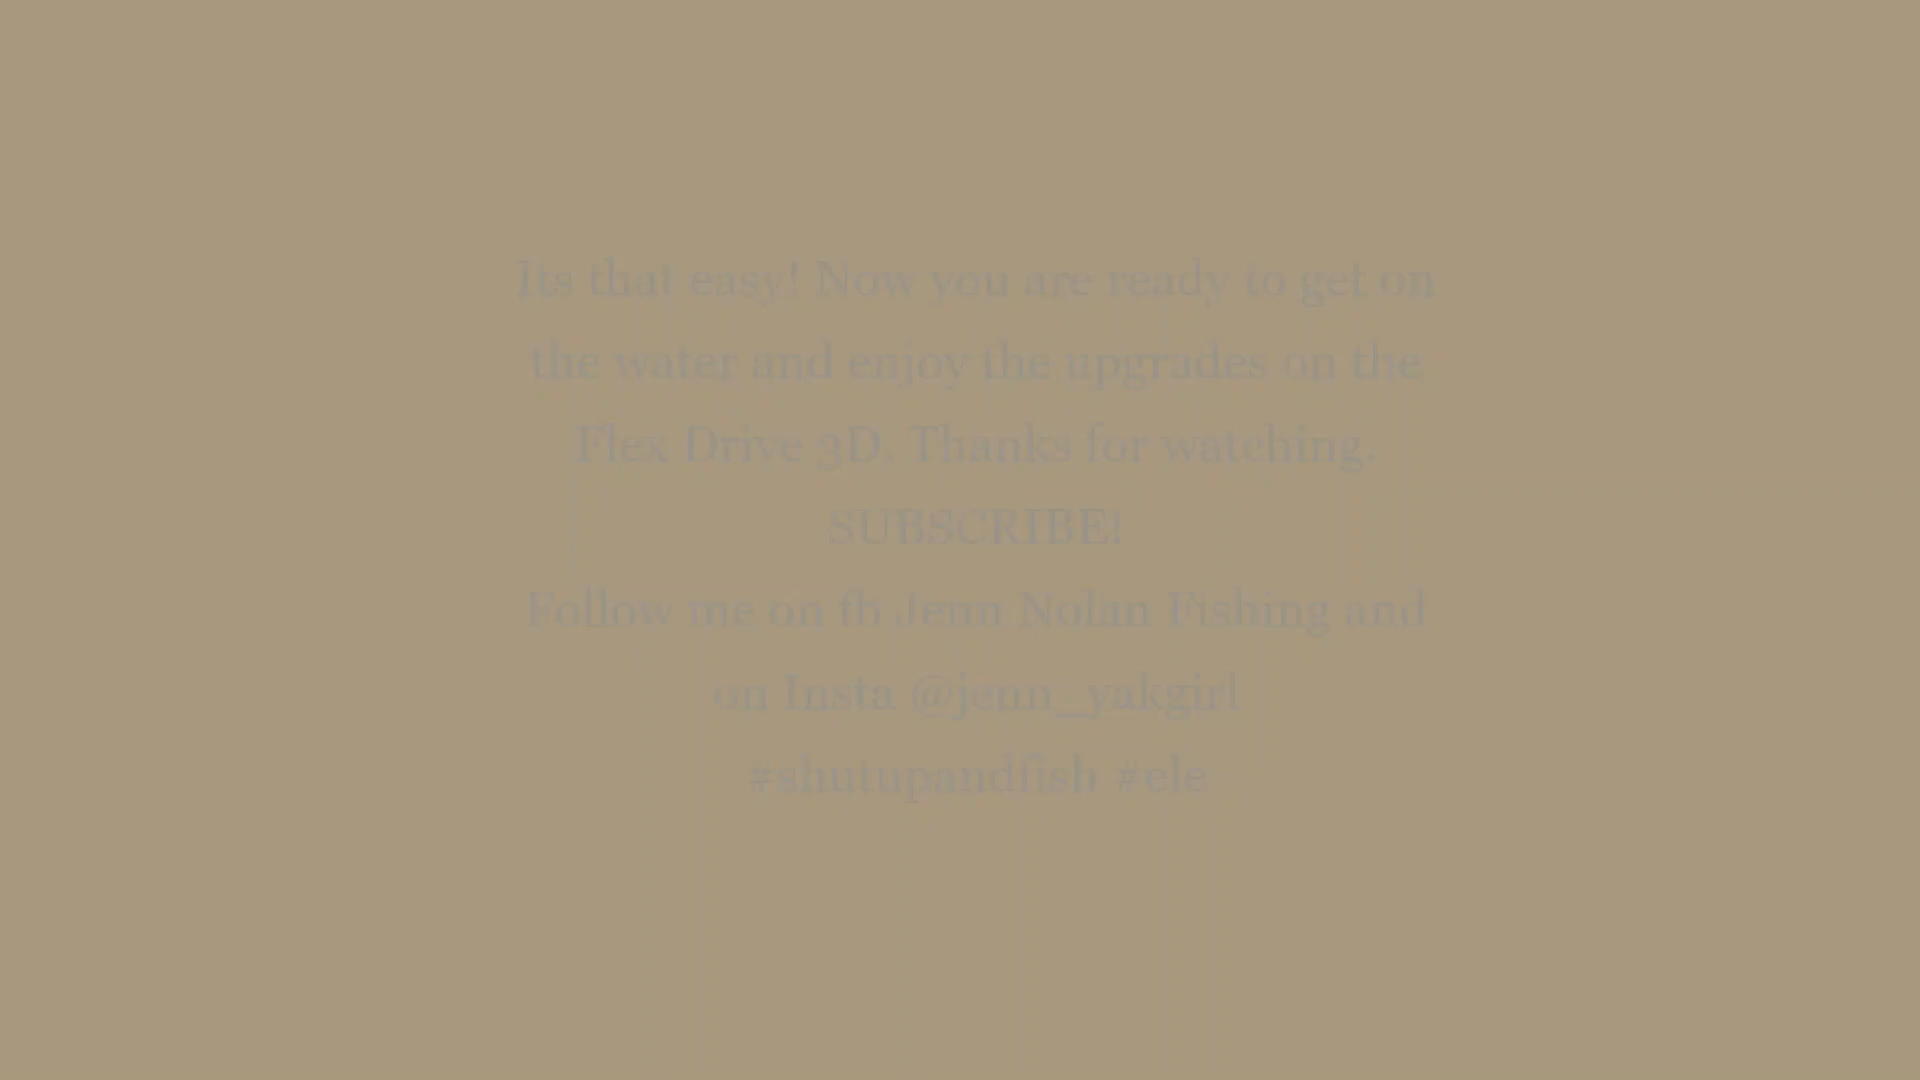 Its that easy! Now you are ready to get on
the water and enjoy the upgrades on the
Flex Drive 3D. Thanks for watching.
SUBSCRIBE!
Follow me on fb Jenn Nolan Fishing and
on Insta @jenn_yakgirl
#shutupandfish #ele